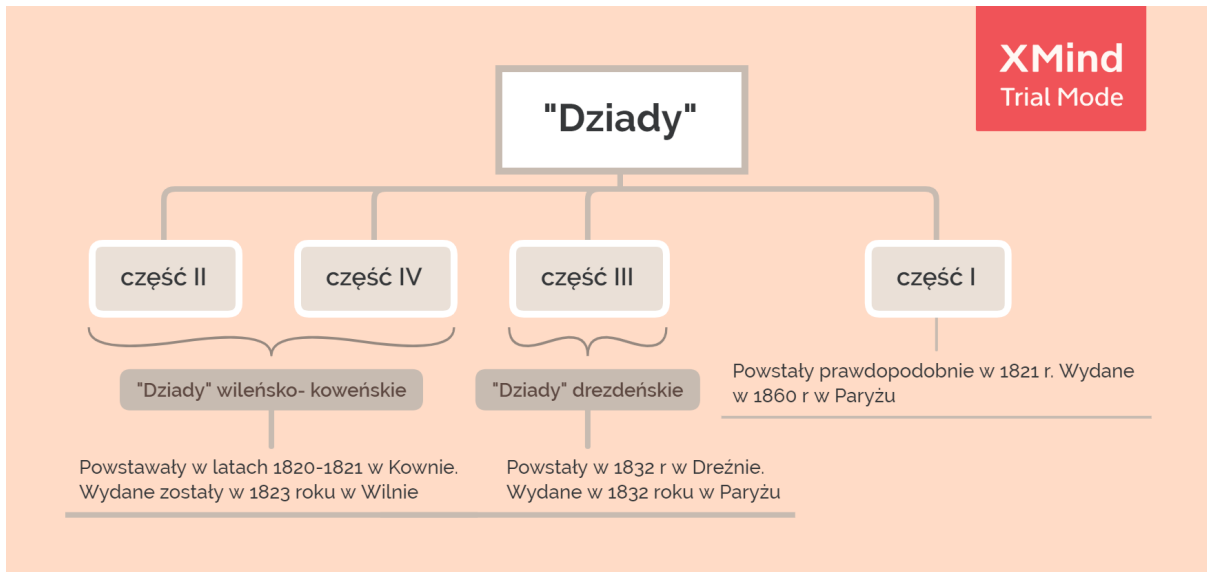 XMind
Trial Mode
"Dziady"
część II
część IV
część III
część I
"Dziady" wileńsko- koweńskie
"Dziady" drezdeńskie
Powstały prawdopodobnie w 1821 r. Wydane
w 1860 r w Paryżu
Powstawały w latach 1820-1821 w Kownie.
Wydane zostały w 1823 roku w Wilnie
Powstały w 1832 r w Dreźnie.
Wydane w 1832 roku w Paryżu